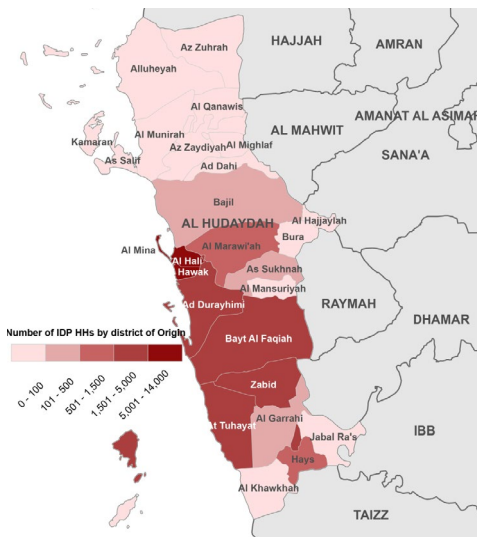 HAJJAH
AMRAN
Az Zuhrah
Alluheyah
Al Qanawis
AL MAHWIT
AMANAT AL ASIMAH
Kamaran
Al Munirah
Al Mighlaf
Az Zaydiyah
As Salif
Ad Dahi
SANA'A
Bajil
AL HUDAYDAH
Al Hajjaylah
Bura
Al Mina
Al Marawi'ah
Al Hali
Hawak
As Sukhnah
Al Mansuriyah
RAYMAH
Ad Durayhimi
DHAMAR
Number of IDP HHs by district of Origin
Bayt Al Faqiah
0 - 100
101 - 500
501 - 1,500
1,501 - 5,000
5,001 - 14,000
Zabid
Al Garrahi
t Tuhayat
Jabal Ra's
IBB
Hays
Al Khawkhah
TAIZZ